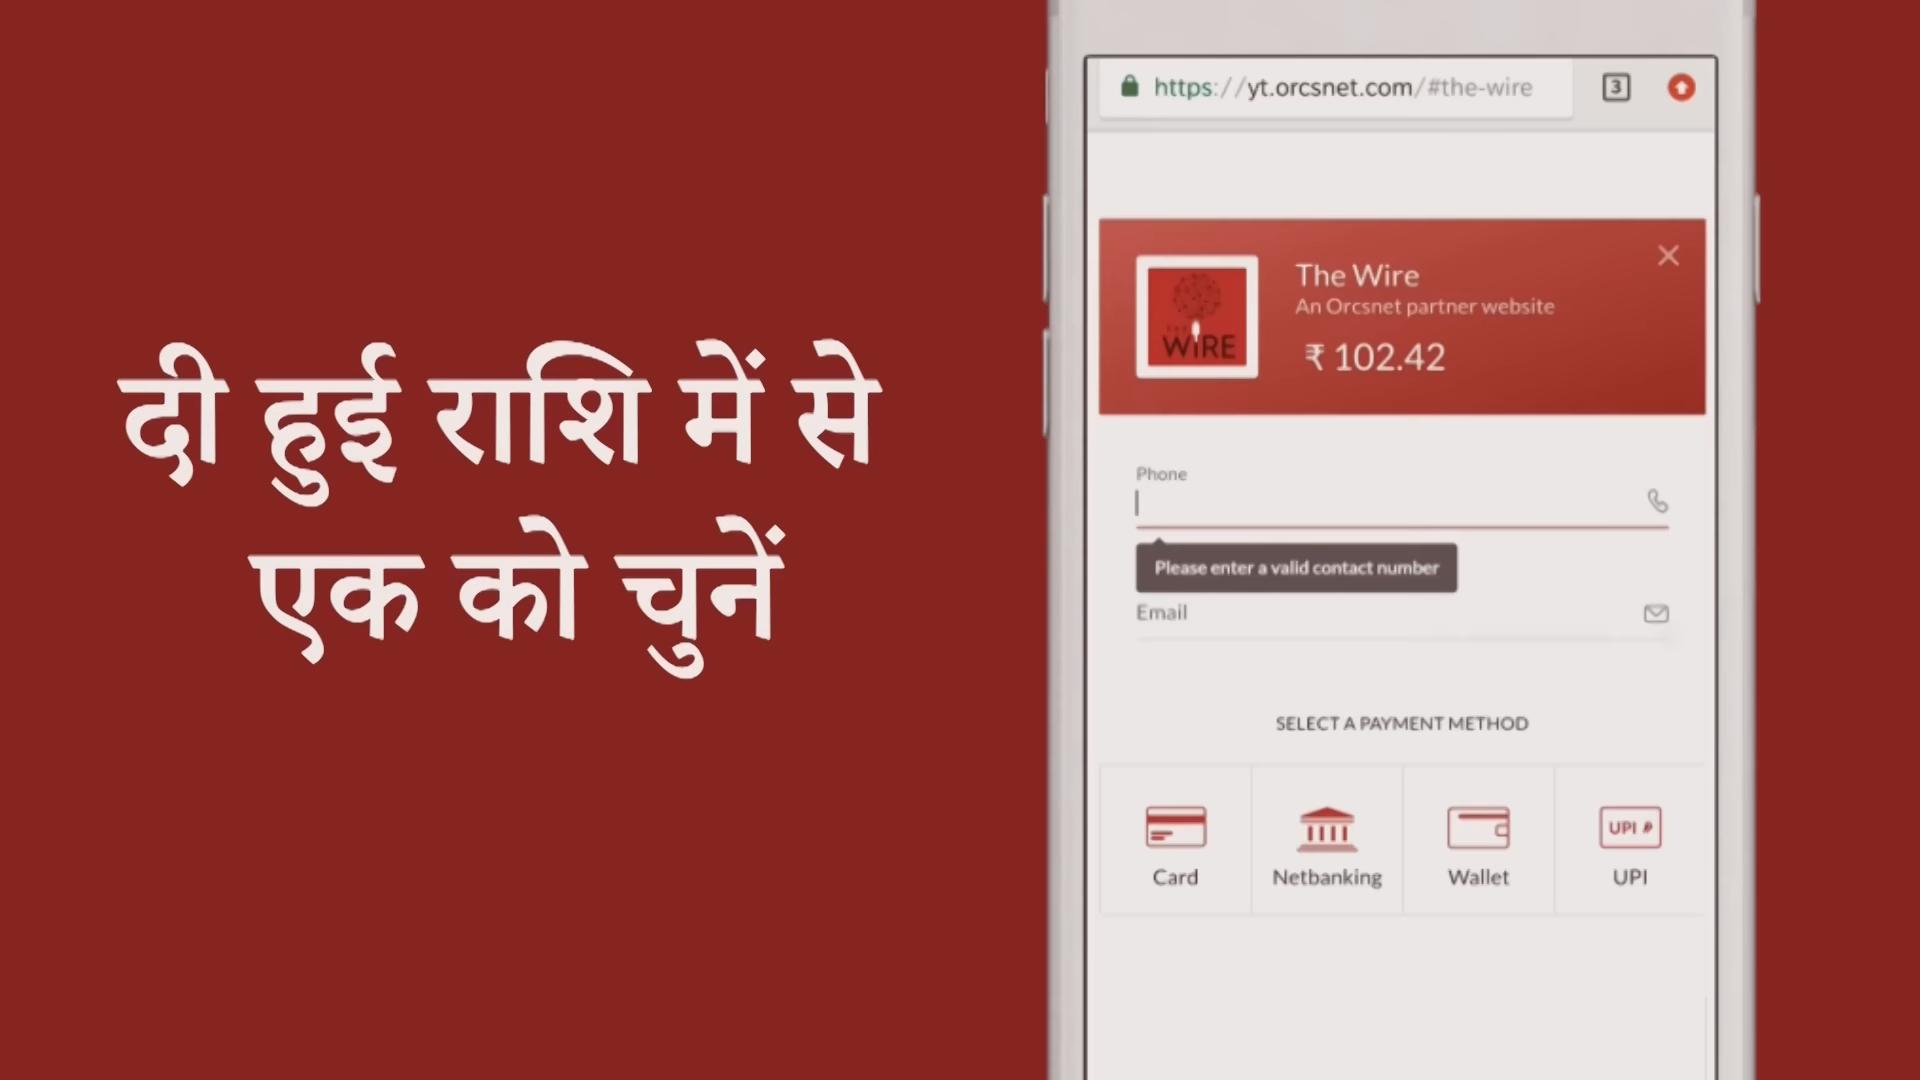 दी हुई राशि में से
एक को चुनें
https://yt.orcsnet.com/#the-wire
3
The Wire
An Orcsnet partner website
₹ 102.42
THE
WIRE
Phone
Please enter a valid contact number
Email
SELECT A PAYMENT METHOD
Card
Netbanking
Wallet
UPI
UPI